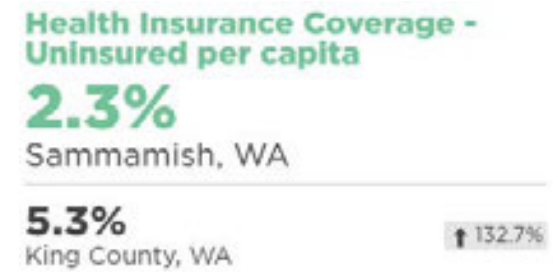 Health Insurance Coverage -
Uninsured per capita
2.3%
Sammamish, WA
5.3%
King County, WA
⬆ 132.7%